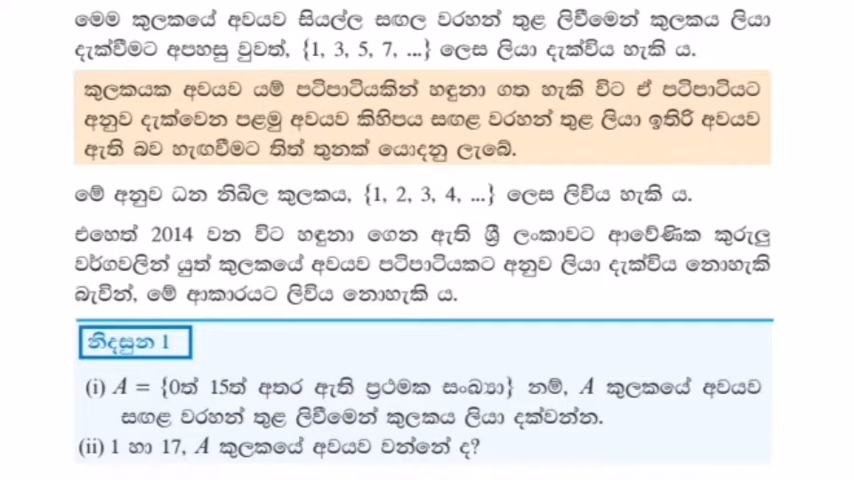 මෙම කුලකයේ අවයව සියල්ල සඟල වරහන් තුළ ලිවීමෙන් කුලකය ලියා
දැක්වීමට අපහසු වුවත්, {1, 3, 5, 7, ...} ලෙස ලියා දැක්විය හැකි ය.
කුලකයක අවයව යම් පටිපාටියකින් හඳුනා ගත හැකි විට ඒ පටිපාටියට
අනුව දැක්වෙන පළමු අවයව කිහිපය සඟළ වරහන් තුළ ලියා ඉතිරි අවයව
ඇති බව හැඟවීමට තිත් තුනක් යොදනු ලැබේ.
මේ අනුව ධන නිඛිල කුලකය, {1, 2, 3, 4, ...} ලෙස ලිවිය හැකි ය.
එහෙත් 2014 වන විට හඳුනා ගෙන ඇති ශ්‍රී ලංකාවට ආවේණික කුරුලු
වර්ගවලින් යුත් කුලකයේ අවයව පටිපාටියකට අනුව ලියා දැක්විය නොහැකි
බැවින්, මේ ආකාරයට ලිවිය නොහැකි ය.
නිදසුන 1
(i) A = {0ත් 15ත් අතර ඇති ප්‍රථමක සංඛ්‍යා} නම්, A කුලකයේ අවයව
සඟළ වරහන් තුළ ලිවීමෙන් කුලකය ලියා දක්වන්න.
(ii) 1 හා 17, A කුලකයේ අවයව වන්නේ ද?